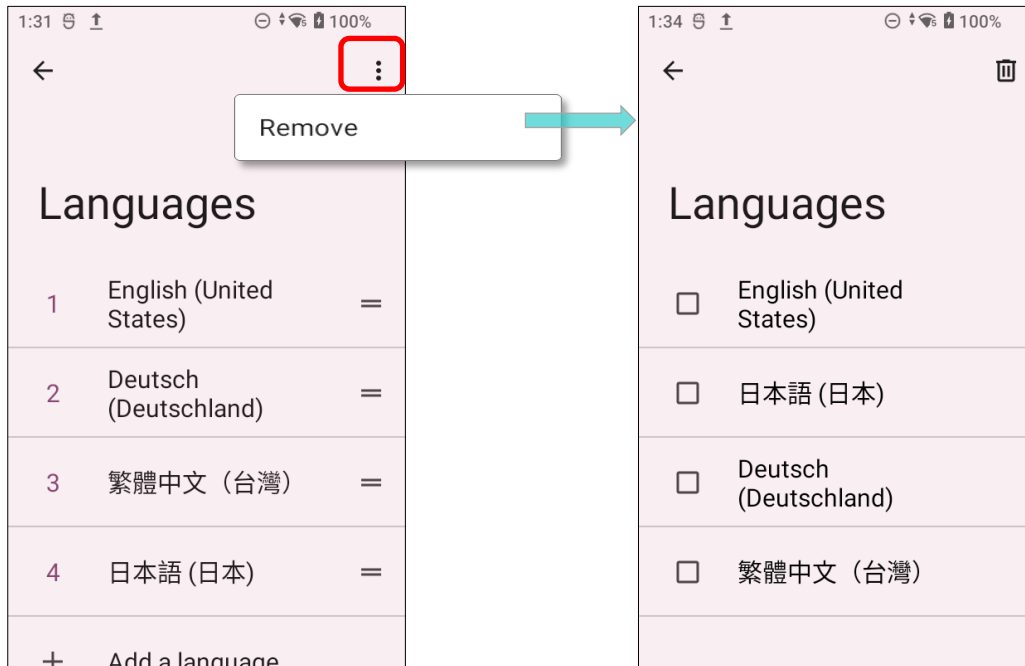 1:31
100%
Remove
Languages
1
English (United
States)
2
Deutsch
(Deutschland)
3
繁體中文（台灣）
4
日本語 (日本)
Add a language
1:34
100%
Languages
English (United
States)
日本語 (日本)
Deutsch
(Deutschland)
繁體中文（台灣）